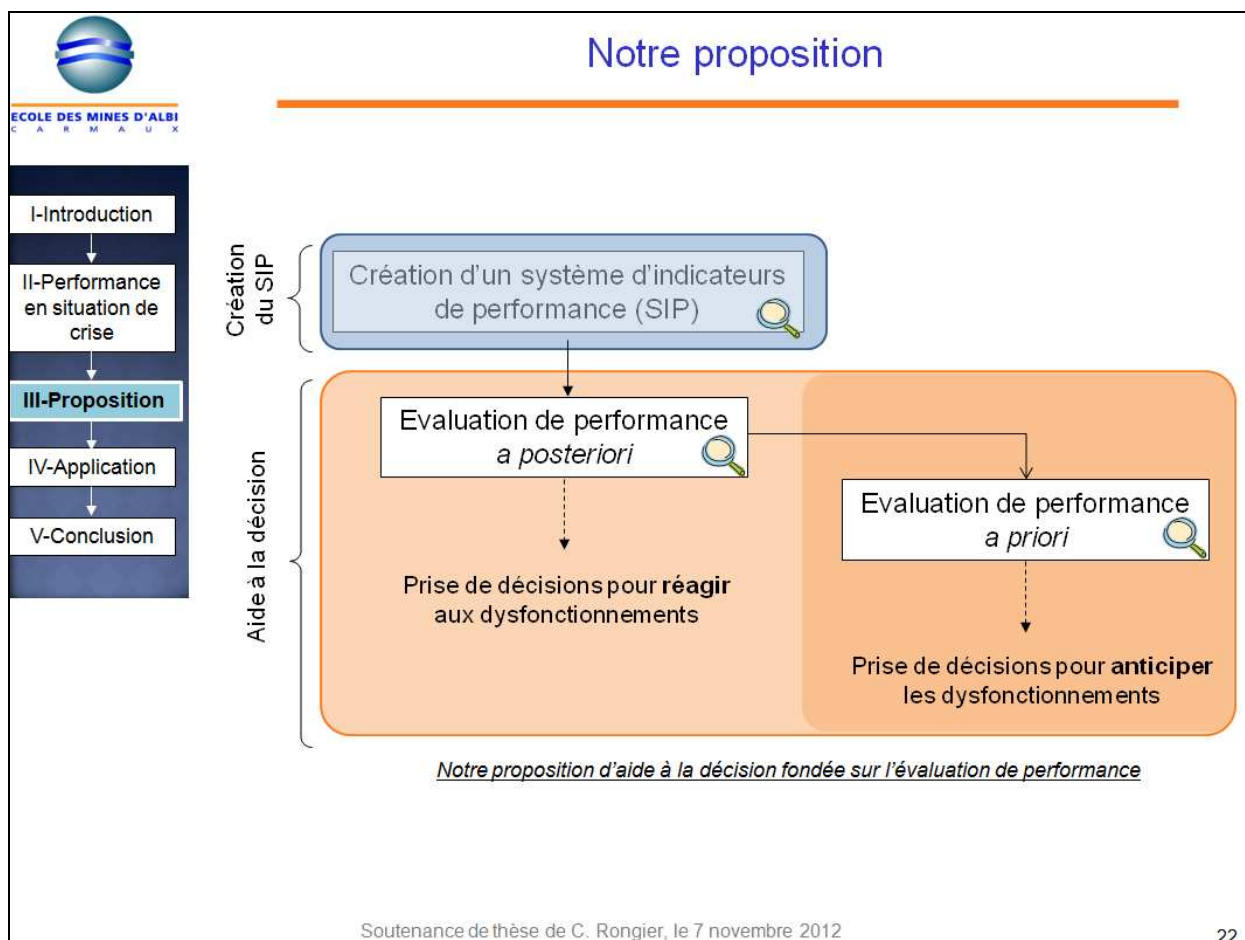 Notre proposition
ECOLE DES MINES D'ALBI
CARMAUX
I-Introduction
II-Performance
en situation de
crise
III-Proposition
IV-Application
V-Conclusion
Création
du SIP
Création d'un système d'indicateurs
de performance (SIP)
Aide à la décision
Evaluation de performance
a posteriori
Evaluation de performance
a priori
Prise de décisions pour réagir
aux dysfonctionnements
Prise de décisions pour anticiper
les dysfonctionnements
Notre proposition d'aide à la décision fondée sur l'évaluation de performance
Soutenance de thèse de C. Rongier, le 7 novembre 2012
22